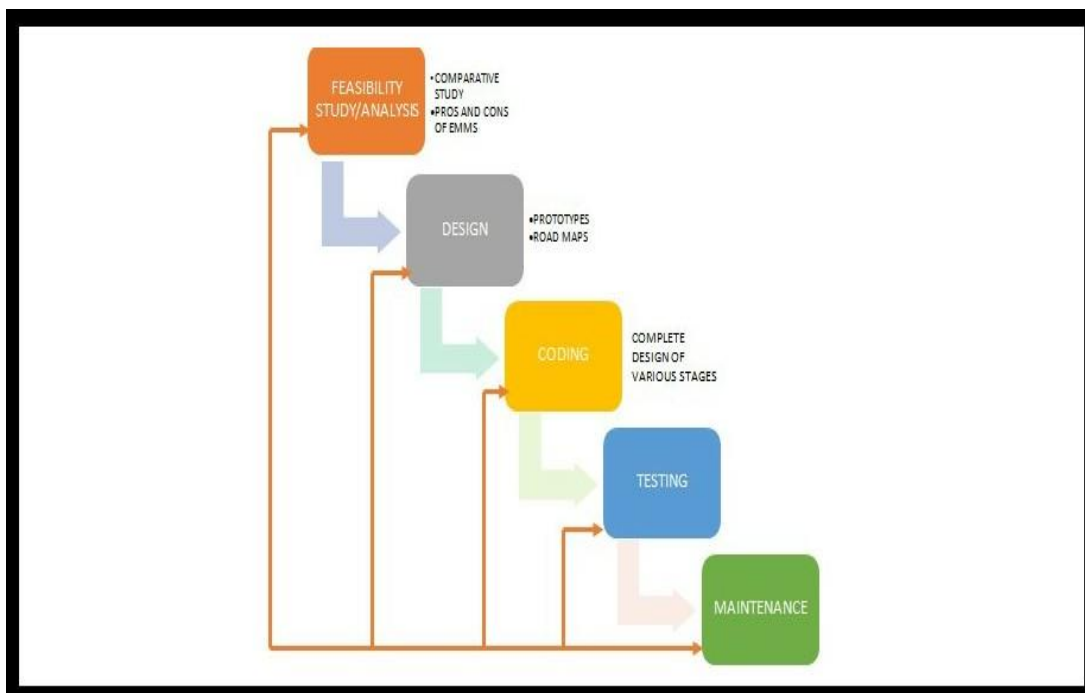 FEASIBILITY
STUDY/ANALYSIS
•COMPARATIVE
STUDY
•PROS AND CONS
OF EMMS
DESIGN
•PROTOTYPES
•ROAD MAPS
CODING
COMPLETE
DESIGN OF
VARIOUS STAGES
TESTING
MAINTENANCE